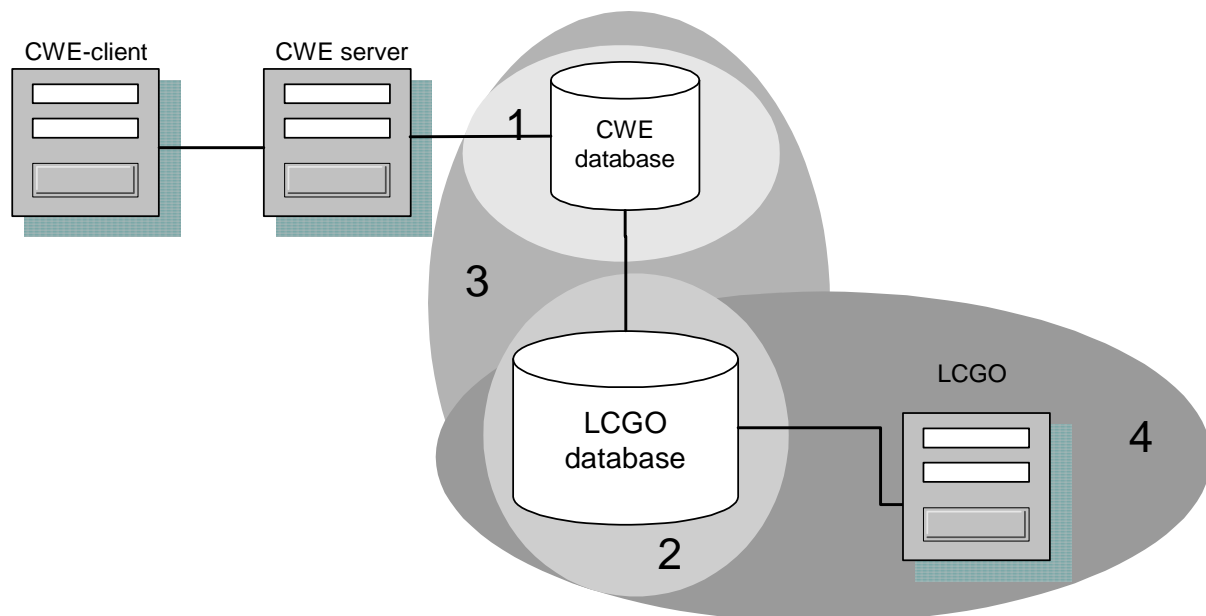 CWE-client
CWE server
1
CWE
database
3
LCGO
LCGO
database
4
2